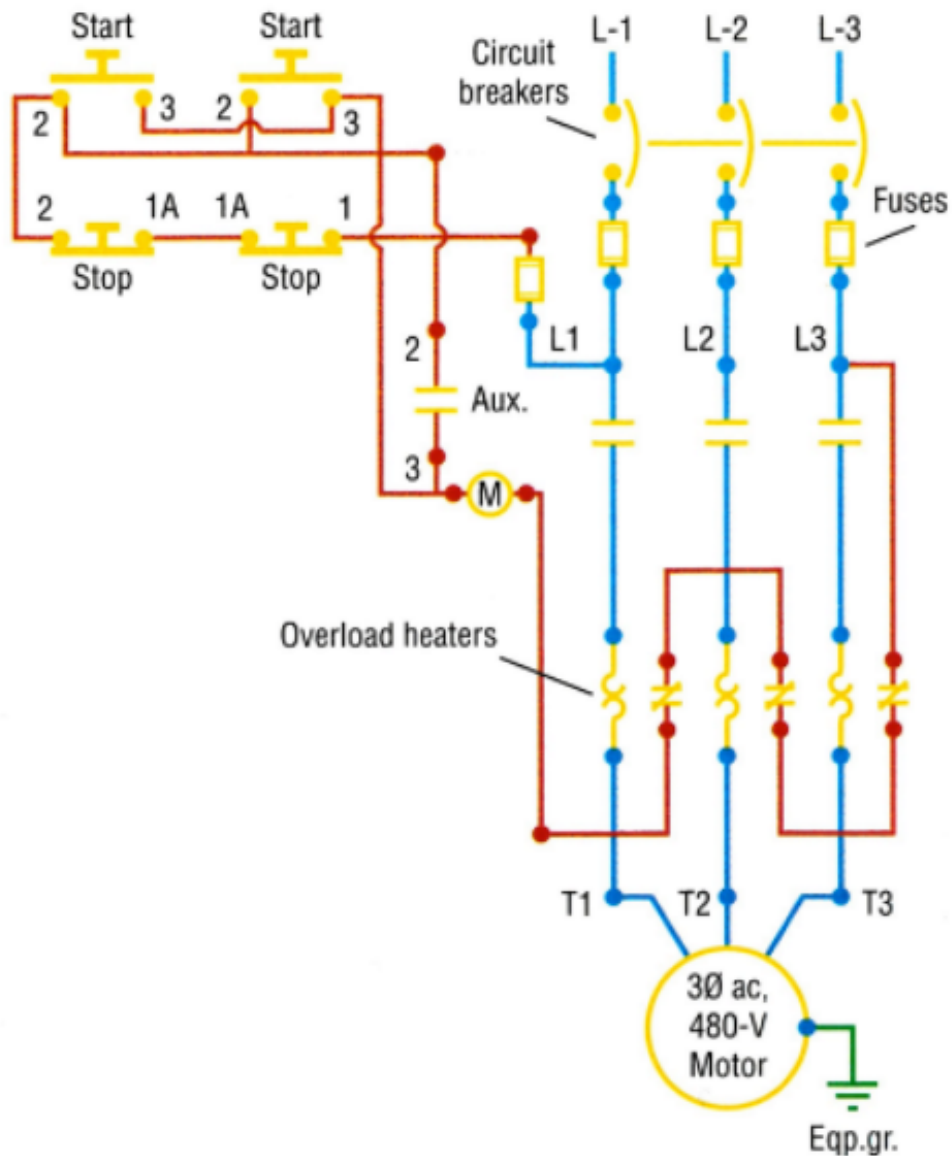 Start
Start
Circuit
breakers
L-1
L-2
L-3
2
3
2
3
Fuses
2
1A
1A
1
Stop
Stop
L1
L2
L3
2
Aux.
3
M
Overload heaters
T1
T2
T3
3Ø ac,
480-V
Motor
Eqp.gr.